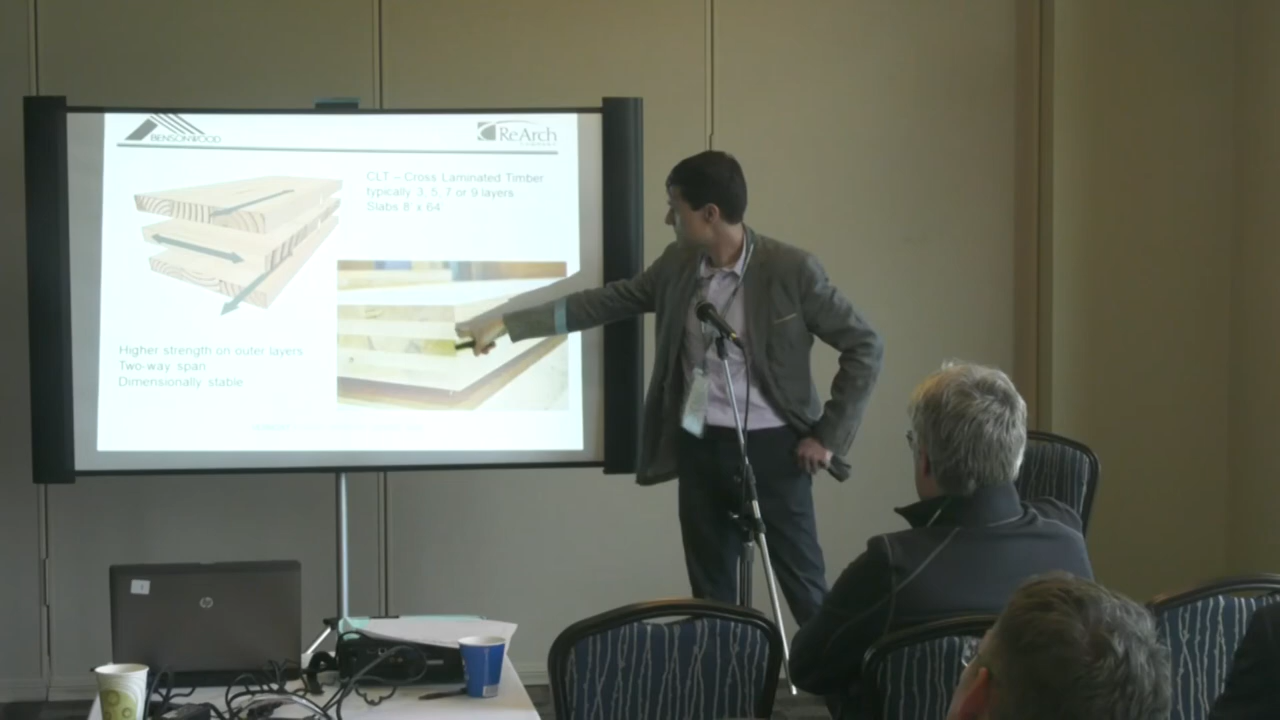 BENSONWOOD
ReArch
COMPANY
CLT – Cross Laminated Timber
typically 3, 5, 7 or 9 layers
Slabs 8 x 64
Higher strength on outer layers
Two-way span
Dimensionally stable
hp